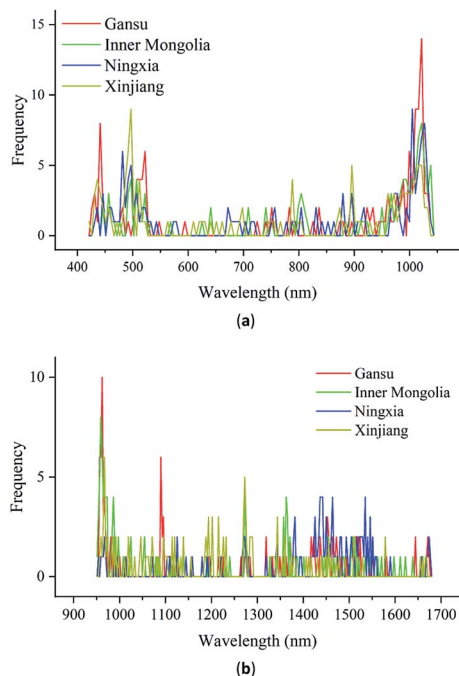 Gansu
Inner Mongolia
Ningxia
Xinjiang
Frequency
15
10
5
0
400 500 600 700 800 900 1000
Wavelength (nm)
(a)
Gansu
Inner Mongolia
Ningxia
Xinjiang
Frequency
10
5
0
900 1000 1100 1200 1300 1400 1500 1600 1700
Wavelength (nm)
(b)